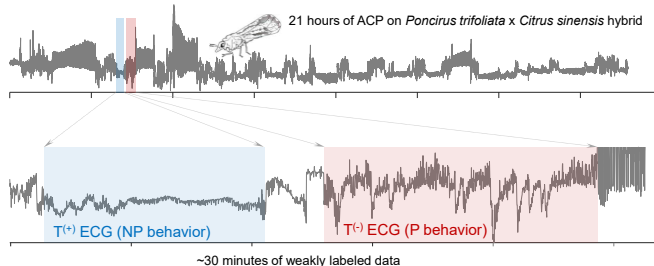 21 hours of ACP on Poncirus trifoliata x Citrus sinensis hybrid
T(+) ECG (NP behavior)
T(-) ECG (P behavior)
~30 minutes of weakly labeled data